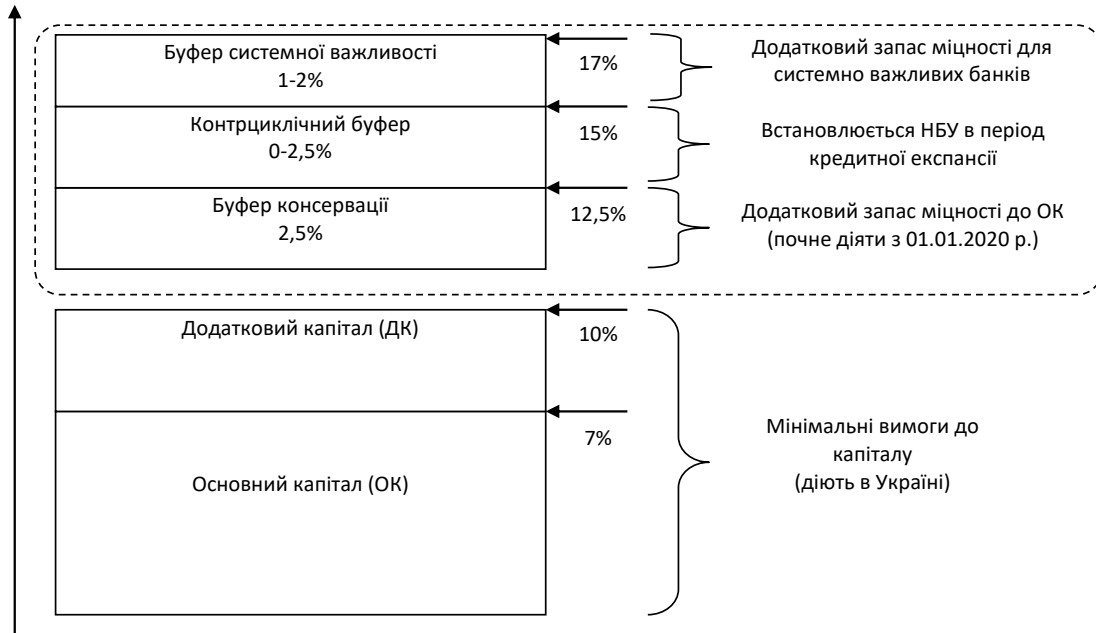 Буфер системної важливості
1-2%
17%
Додатковий запас міцності для
системно важливих банків
Контрциклічний буфер
0-2,5%
15%
Встановлюється НБУ в період
кредитної експансії
Буфер консервації
2,5%
12,5%
Додатковий запас міцності до ОК
(почне діяти з 01.01.2020 р.)
Додатковий капітал (ДК)
10%
7%
Основний капітал (ОК)
Мінімальні вимоги до
капіталу
(діють в Україні)